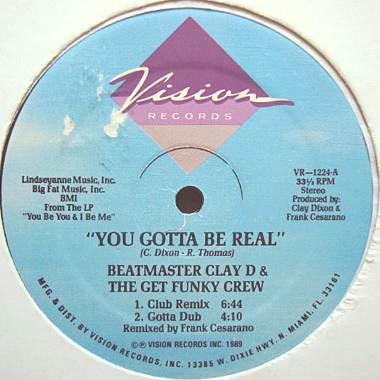 Vision
RECORDS
Lindseyanne Music, Inc.
Big Fat Music, Inc.
BMI
From The LP
"You Be You & I Be Me"
VR—1224-A
33⅓ RPM
Stereo
Produced by:
Clay Dixon &
Frank Cesarano
"YOU GOTTA BE REAL"
(C. Dixon - R. Thomas)
BEATMASTER CLAY D &
THE GET FUNKY CREW
1. Club Remix 6:44
2. Gotta Dub 4:10
Remixed by Frank Cesarano
©℗ VISION RECORDS INC. 1989
MFG. & DIST. BY VISION RECORDS, INC. 13385 W. DIXIE HWY. N. MIAMI, FL. 33161